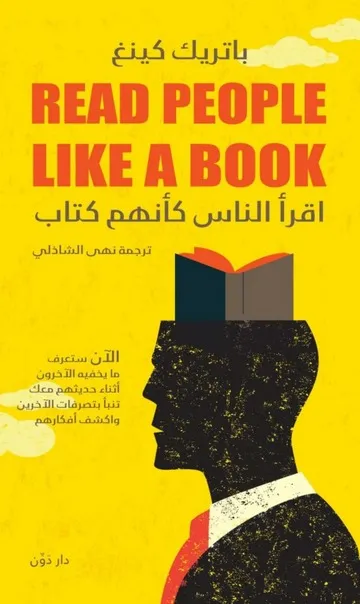 باتريك كينغ
READ PEOPLE
LIKE A BOOK
اقرأ الناس كأنهم كتاب
ترجمة نهى الشاذلي
الآن ستعرف
ما يخفيه الآخرون
أثناء حديثهم معك
تنبأ بتصرفات الآخرين
واكشف أفكارهم
دار دَوِّن